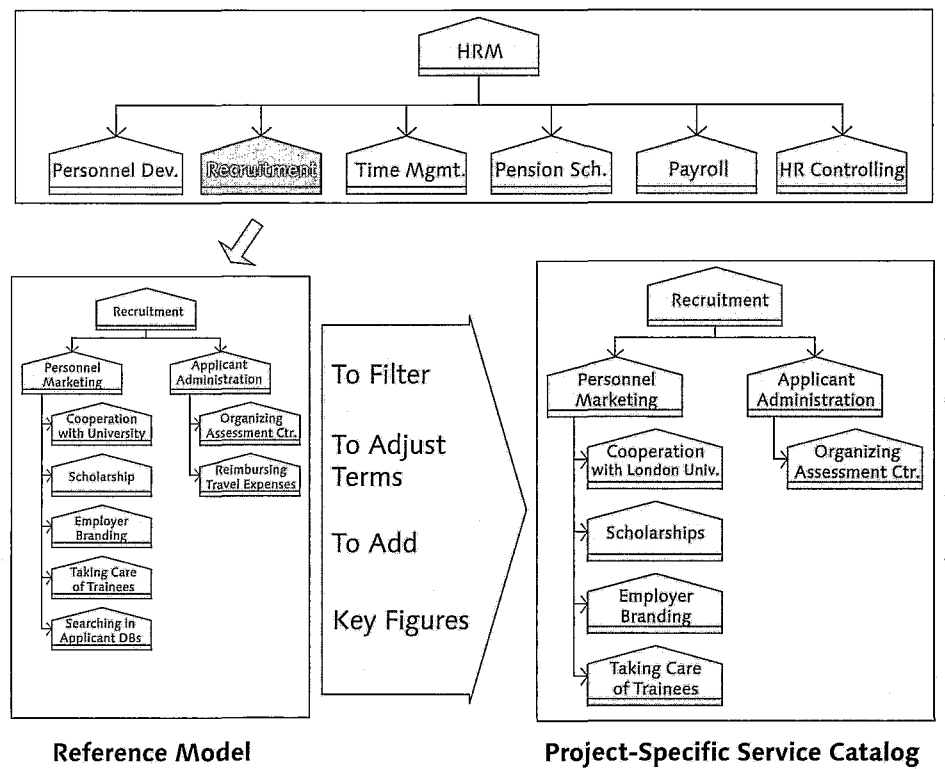 HRM
Personnel Dev.
Recruitment
Time Mgmt.
Pension Sch.
Payroll
HR Controlling
Recruitment
Personnel
Marketing
Applicant
Administration
Cooperation
with University
Organizing
Assessment Ctr.
Scholarship
Reimbursing
Travel Expenses
Employer
Branding
Taking Care
of Trainees
Searching in
Applicant DBs
To Filter
To Adjust
Terms
To Add
Key Figures
Recruitment
Personnel
Marketing
Applicant
Administration
Cooperation
with London Univ.
Organizing
Assessment Ctr.
Scholarships
Employer
Branding
Taking Care
of Trainees
Reference Model
Project-Specific Service Catalog